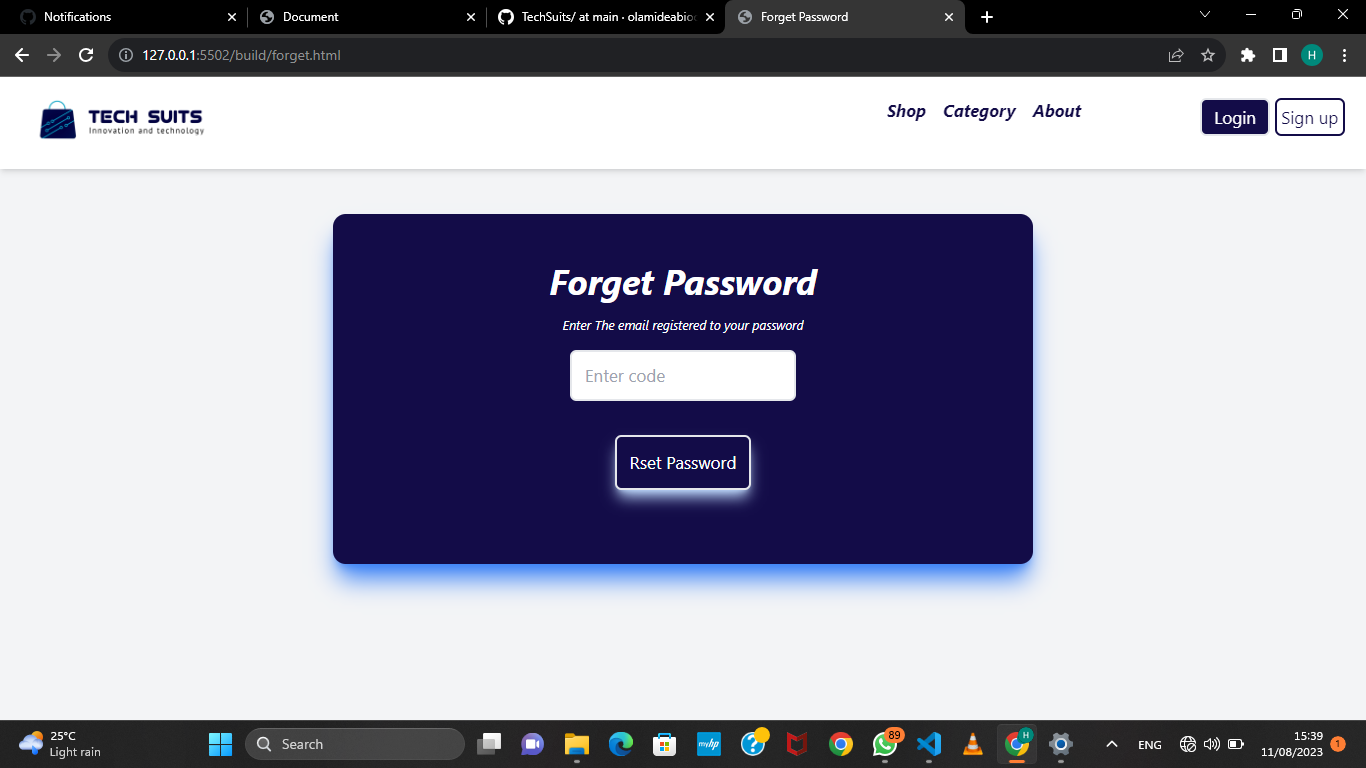 Notifications
Document
TechSuits/ at main · olamideabiod
Forget Password
127.0.0.1:5502/build/forget.html
H
TECH SUITS
Innovation and technology
Shop
Category
About
Login
Sign up
Forget Password
Enter The email registered to your password
Enter code
Rset Password
25°C
Light rain
Search
myhp
89
H
ENG
15:39
11/08/2023
1